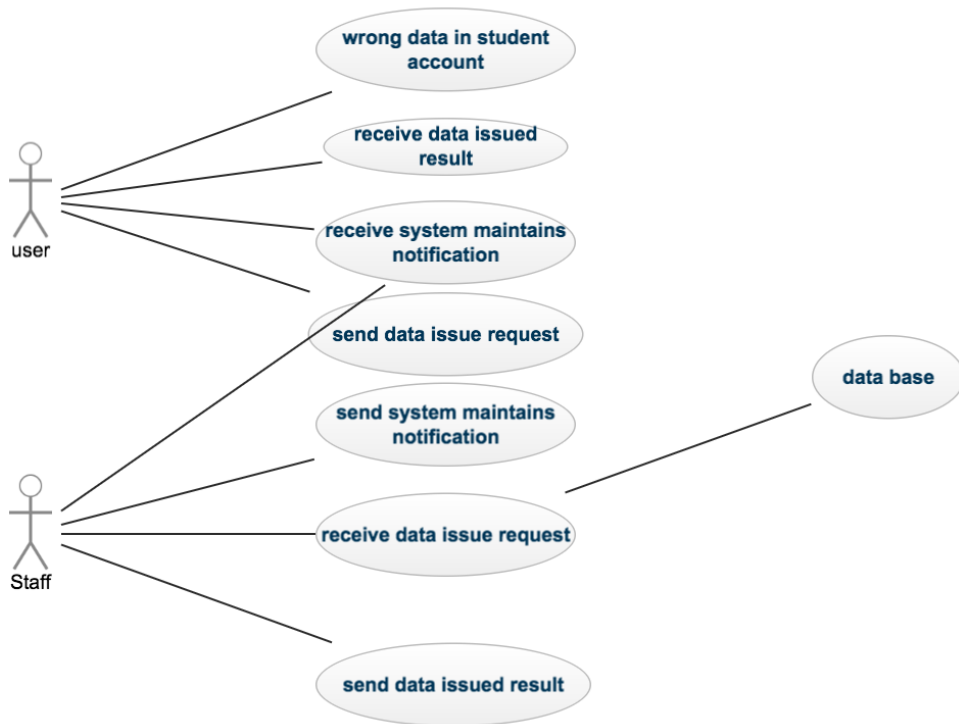 wrong data in student
account
receive data issued
result
user
receive system maintains
notification
send data issue request
data base
send system maintains
notification
Staff
receive data issue request
send data issued result